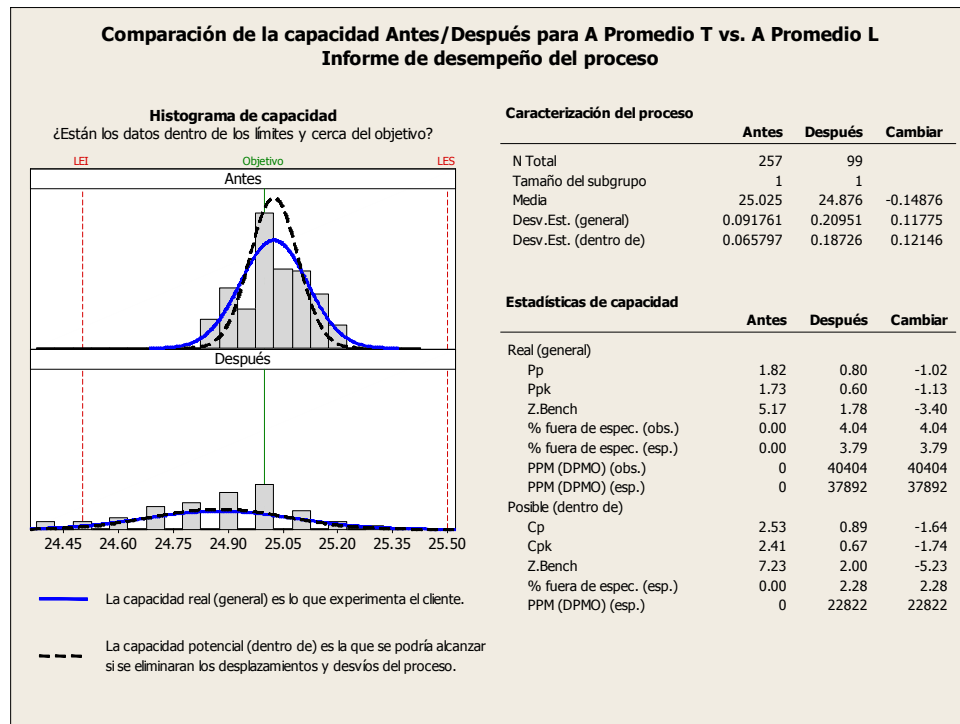 Comparación de la capacidad Antes/Después para A Promedio T vs. A Promedio L
Informe de desempeño del proceso
Histograma de capacidad
¿Están los datos dentro de los límites y cerca del objetivo?
LEI Objetivo LES
Antes
Después
24.45 24.60 24.75 24.90 25.05 25.20 25.35 25.50
La capacidad real (general) es lo que experimenta el cliente.
La capacidad potencial (dentro de) es la que se podría alcanzar
si se eliminaran los desplazamientos y desvíos del proceso.
Caracterización del proceso
Antes Después Cambiar
N Total 257 99
Tamaño del subgrupo 1 1
Media 25.025 24.876 -0.14876
Desv.Est. (general) 0.091761 0.20951 0.11775
Desv.Est. (dentro de) 0.065797 0.18726 0.12146
Estadísticas de capacidad
Antes Después Cambiar
Real (general)
Pp 1.82 0.80 -1.02
Ppk 1.73 0.60 -1.13
Z.Bench 5.17 1.78 -3.40
% fuera de espec. (obs.) 0.00 4.04 4.04
% fuera de espec. (esp.) 0.00 3.79 3.79
PPM (DPMO) (obs.) 0 40404 40404
PPM (DPMO) (esp.) 0 37892 37892
Posible (dentro de)
Cp 2.53 0.89 -1.64
Cpk 2.41 0.67 -1.74
Z.Bench 7.23 2.00 -5.23
% fuera de espec. (esp.) 0.00 2.28 2.28
PPM (DPMO) (esp.) 0 22822 22822